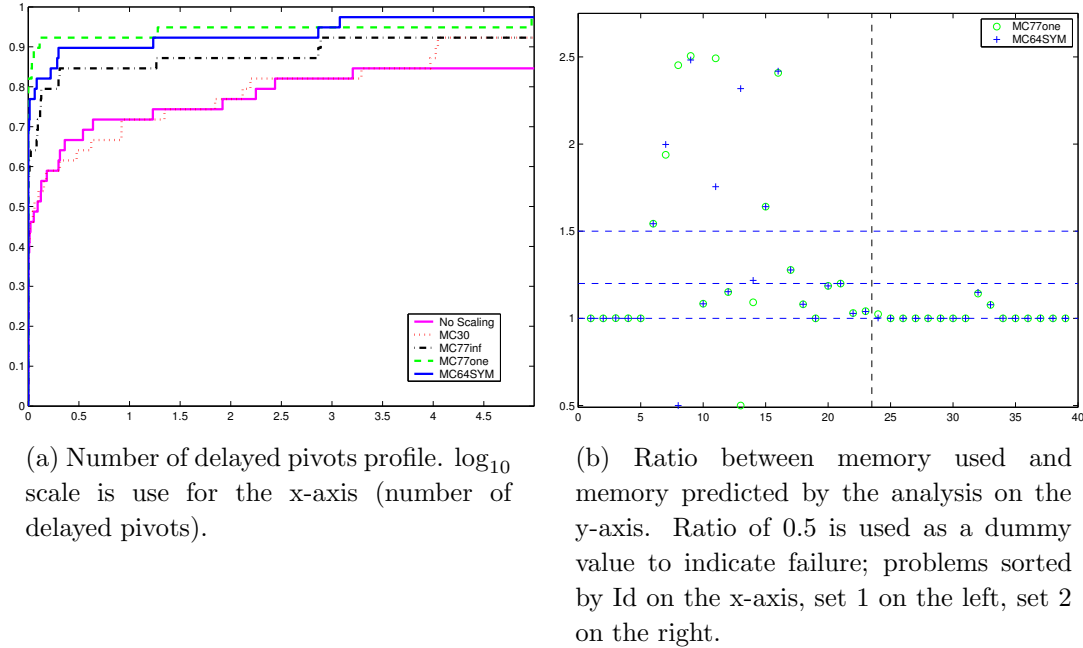 1
0.9
0.8
0.7
0.6
0.5
0.4
0.3
0.2
0.1
0
0 0.5 1 1.5 2 2.5 3 3.5 4 4.5
No Scaling
MC30
MC77inf
MC77one
MC64SYM
(a) Number of delayed pivots profile. log10
scale is use for the x-axis (number of
delayed pivots).
2.5
2
1.5
1
0.5
0 5 10 15 20 25 30 35 40
MC77one
MC64SYM
(b) Ratio between memory used and
memory predicted by the analysis on the
y-axis. Ratio of 0.5 is used as a dummy
value to indicate failure; problems sorted
by Id on the x-axis, set 1 on the left, set 2
on the right.